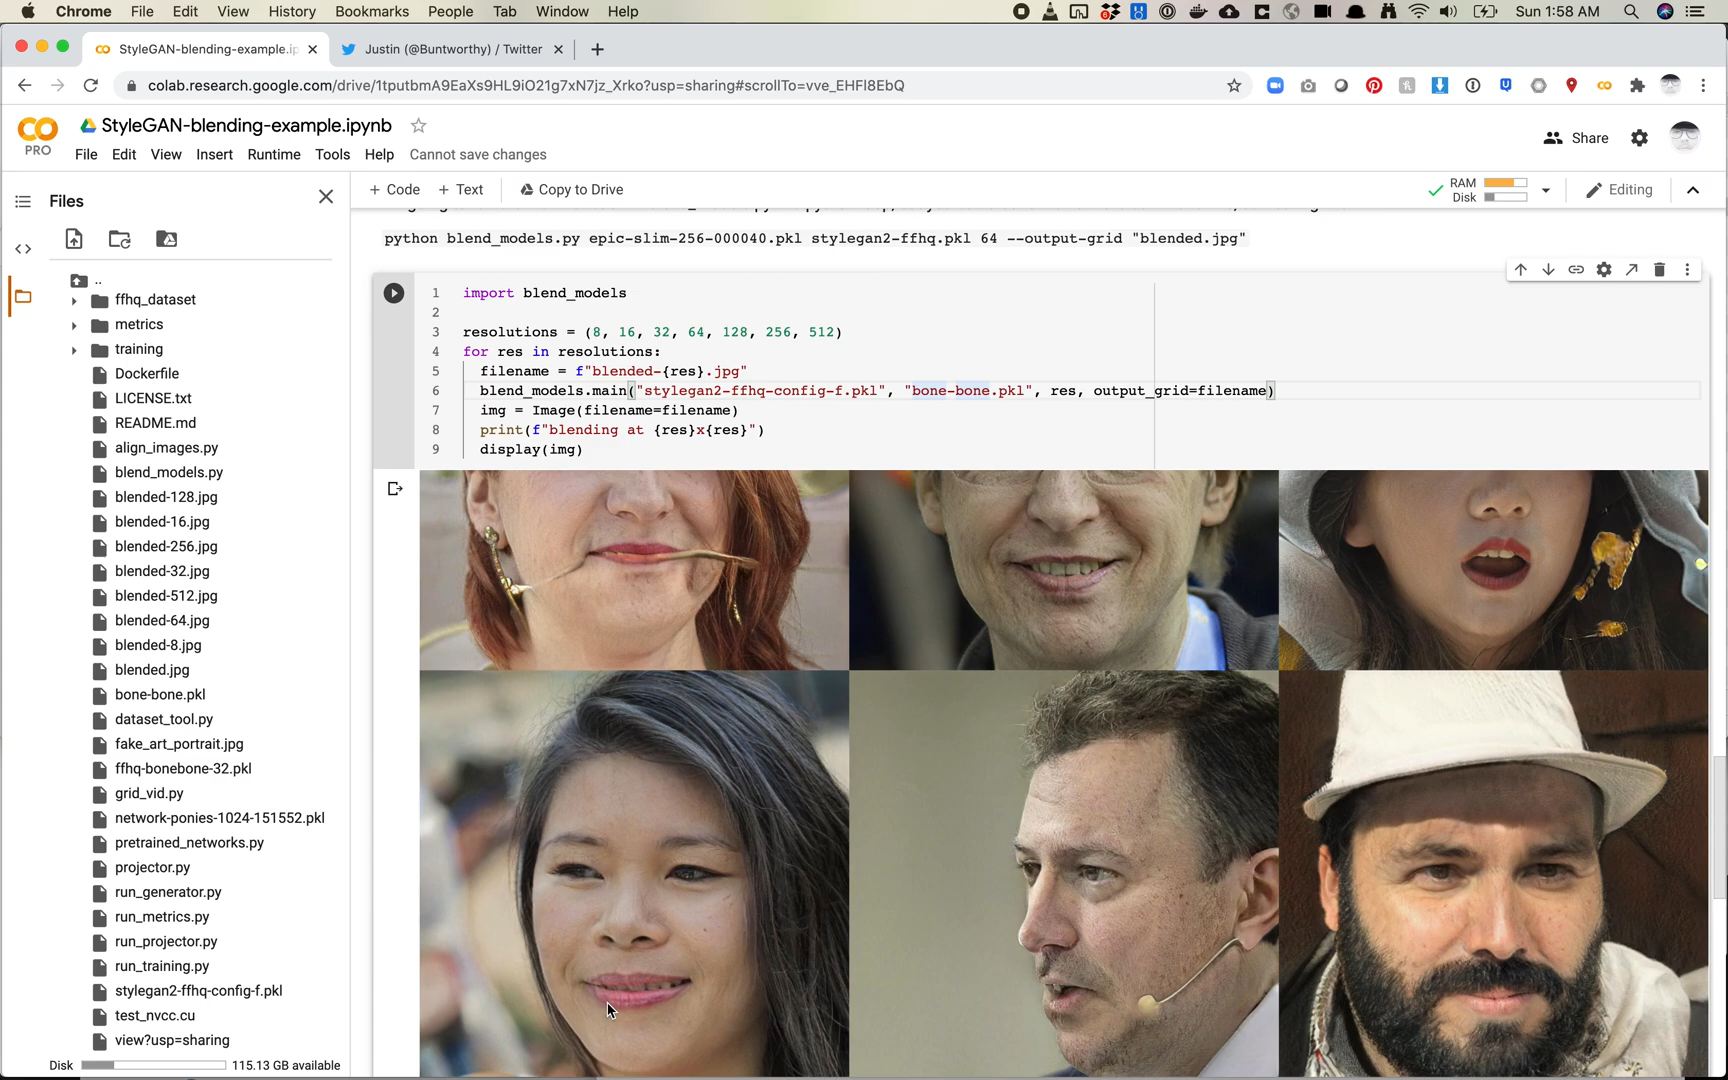 Chrome File Edit View History Bookmarks People Tab Window Help Sun 1:58 AM
StyleGAN-blending-example.ip Justin (@Buntworthy) / Twitter
colab.research.google.com/drive/1tputbmA9EaXs9HL9iO21g7xN7jz_Xrko?usp=sharing#scrollTo=vve_EHFl8EbQ
StyleGAN-blending-example.ipynb
PRO
File Edit View Insert Runtime Tools Help Cannot save changes
Share
Files
+ Code + Text Copy to Drive
RAM
Disk
Editing
python blend_models.py epic-slim-256-000040.pkl stylegan2-ffhq.pkl 64 --output-grid "blended.jpg"
1 import blend_models
2
3 resolutions = (8, 16, 32, 64, 128, 256, 512)
4 for res in resolutions:
5 filename = f"blended-{res}.jpg"
6 blend_models.main("stylegan2-ffhq-config-f.pkl", "bone-bone.pkl", res, output_grid=filename)
7 img = Image(filename=filename)
8 print(f"blending at {res}x{res}")
9 display(img)
..
ffhq_dataset
metrics
training
Dockerfile
LICENSE.txt
README.md
align_images.py
blend_models.py
blended-128.jpg
blended-16.jpg
blended-256.jpg
blended-32.jpg
blended-512.jpg
blended-64.jpg
blended-8.jpg
blended.jpg
bone-bone.pkl
dataset_tool.py
fake_art_portrait.jpg
ffhq-bonebone-32.pkl
grid_vid.py
network-ponies-1024-151552.pkl
pretrained_networks.py
projector.py
run_generator.py
run_metrics.py
run_projector.py
run_training.py
stylegan2-ffhq-config-f.pkl
test_nvcc.cu
view?usp=sharing
Disk 115.13 GB available